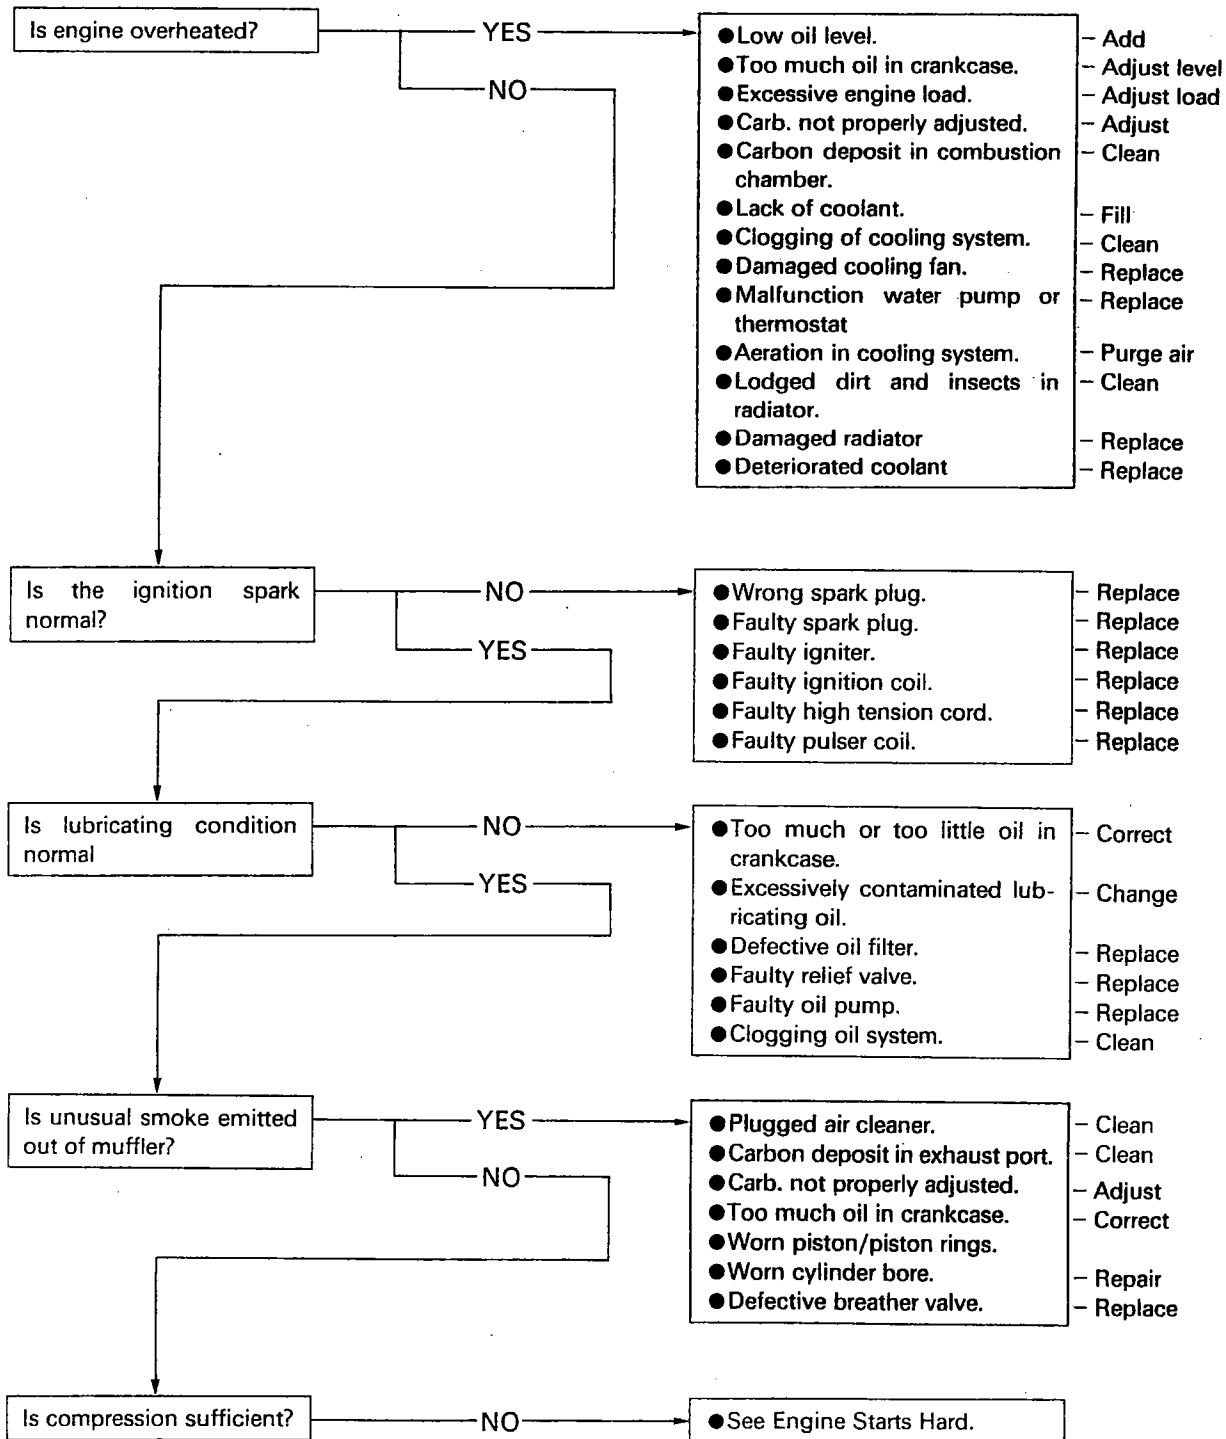 Is engine overheated?
YES
NO
●Low oil level.
●Too much oil in crankcase.
●Excessive engine load.
●Carb. not properly adjusted.
●Carbon deposit in combustion
chamber.
●Lack of coolant.
●Clogging of cooling system.
●Damaged cooling fan.
●Malfunction water pump or
thermostat
●Aeration in cooling system.
●Lodged dirt and insects in
radiator.
●Damaged radiator
●Deteriorated coolant
– Add
– Adjust level
– Adjust load
– Adjust
– Clean
– Fill
– Clean
– Replace
– Replace
– Purge air
– Clean
– Replace
– Replace
Is the ignition spark
normal?
NO
YES
●Wrong spark plug.
●Faulty spark plug.
●Faulty igniter.
●Faulty ignition coil.
●Faulty high tension cord.
●Faulty pulser coil.
– Replace
– Replace
– Replace
– Replace
– Replace
– Replace
Is lubricating condition
normal
NO
YES
●Too much or too little oil in
crankcase.
●Excessively contaminated lub-
ricating oil.
●Defective oil filter.
●Faulty relief valve.
●Faulty oil pump.
●Clogging oil system.
– Correct
– Change
– Replace
– Replace
– Replace
– Clean
Is unusual smoke emitted
out of muffler?
YES
NO
●Plugged air cleaner.
●Carbon deposit in exhaust port.
●Carb. not properly adjusted.
●Too much oil in crankcase.
●Worn piston/piston rings.
●Worn cylinder bore.
●Defective breather valve.
– Clean
– Clean
– Adjust
– Correct
– Repair
– Replace
Is compression sufficient?
NO
●See Engine Starts Hard.